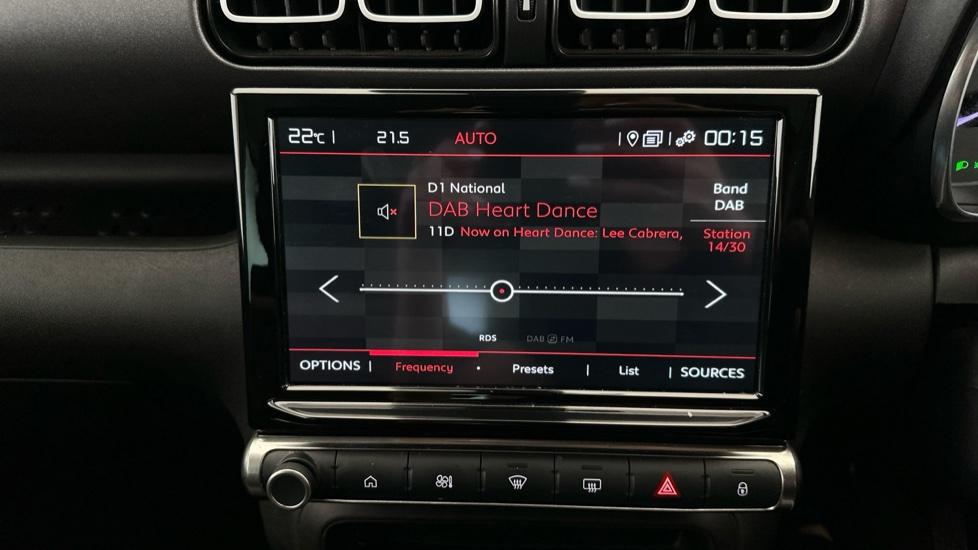 22°C 21.5 AUTO 00:15
D1 National
Band
DAB
DAB Heart Dance
11D Now on Heart Dance: Lee Cabrera,
Station
14/30
RDS DAB FM
OPTIONS Frequency Presets List SOURCES